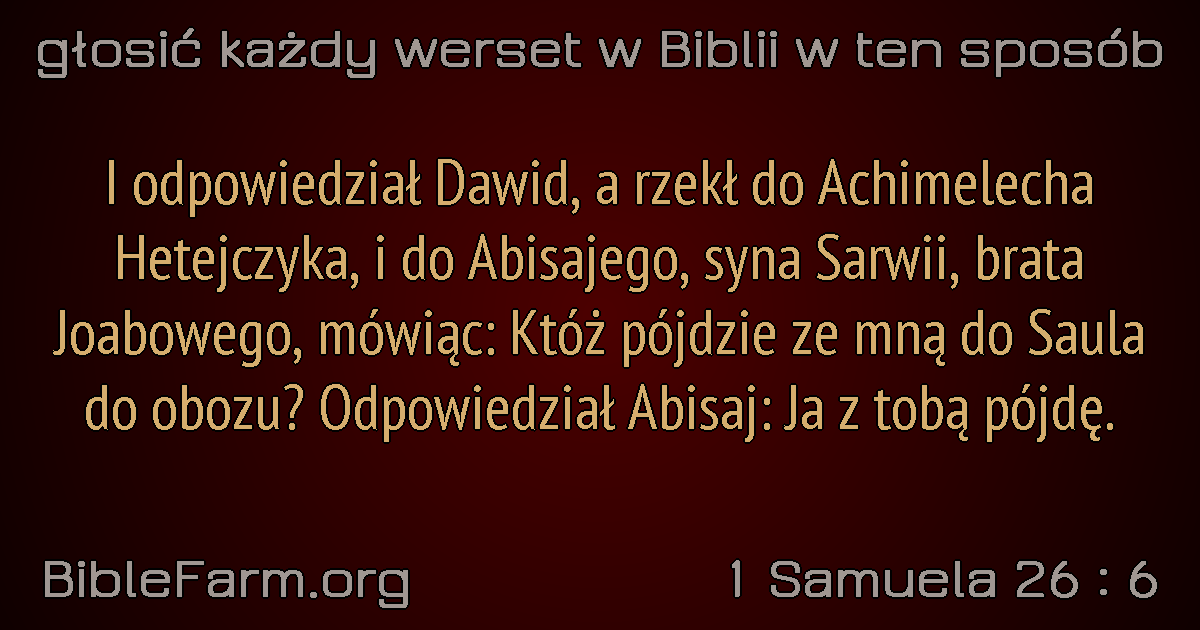 głosić każdy werset w Biblii w ten sposób
I odpowiedział Dawid, a rzekł do Achimelecha
Hetejczyka, i do Abisajego, syna Sarwii, brata
Joabowego, mówiąc: Któż pójdzie ze mną do Saula
do obozu? Odpowiedział Abisaj: Ja z tobą pójdę.
BibleFarm.org
1 Samuela 26 : 6